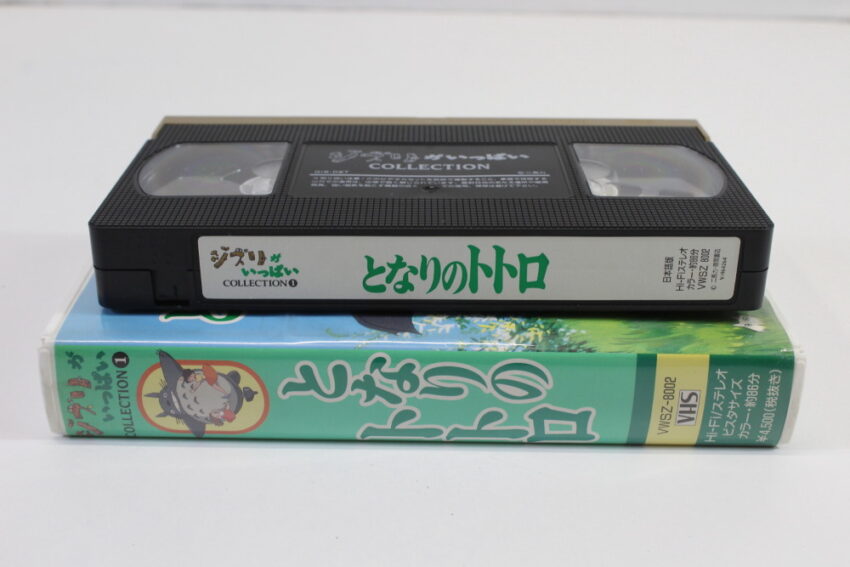 ジブリがいっぱい
COLLECTION
ジブリが
いっぱい
COLLECTION 1
となりのトトロ
日本語版
HI-FIステレオ
カラー・約86分
VWSZ 8002
ジブリが
いっぱい
COLLECTION 1
となりの
トトロ
VWSZ-8002
VHS
HI-FI/ステレオ
ビスタサイズ
カラー・約86分
¥4,500(税抜き)